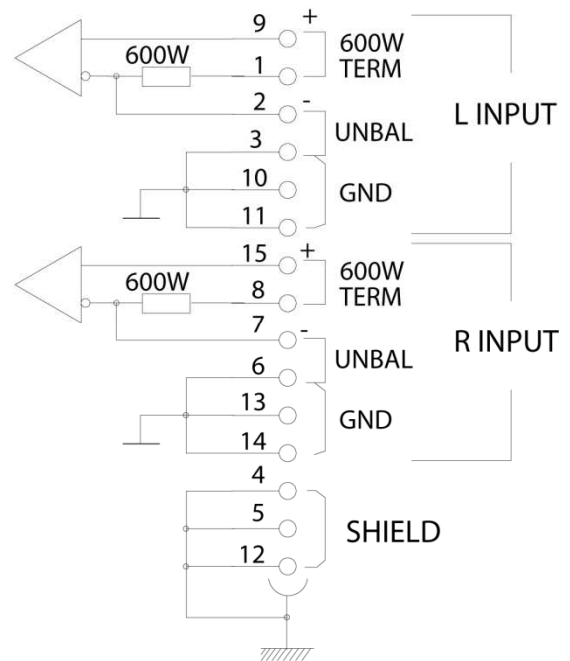 9 +
600W
600W
TERM
1
2 -
L INPUT
UNBAL
3
10
GND
11
15 +
600W
600W
TERM
8
7 -
R INPUT
UNBAL
6
13
GND
14
4
5
SHIELD
12